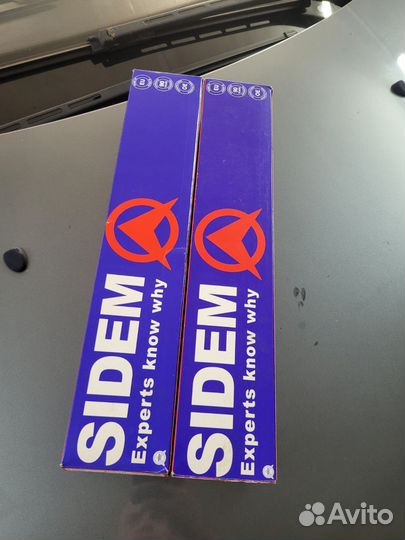 SIDEM
Experts know why
SIDEM
Experts know why
Avito